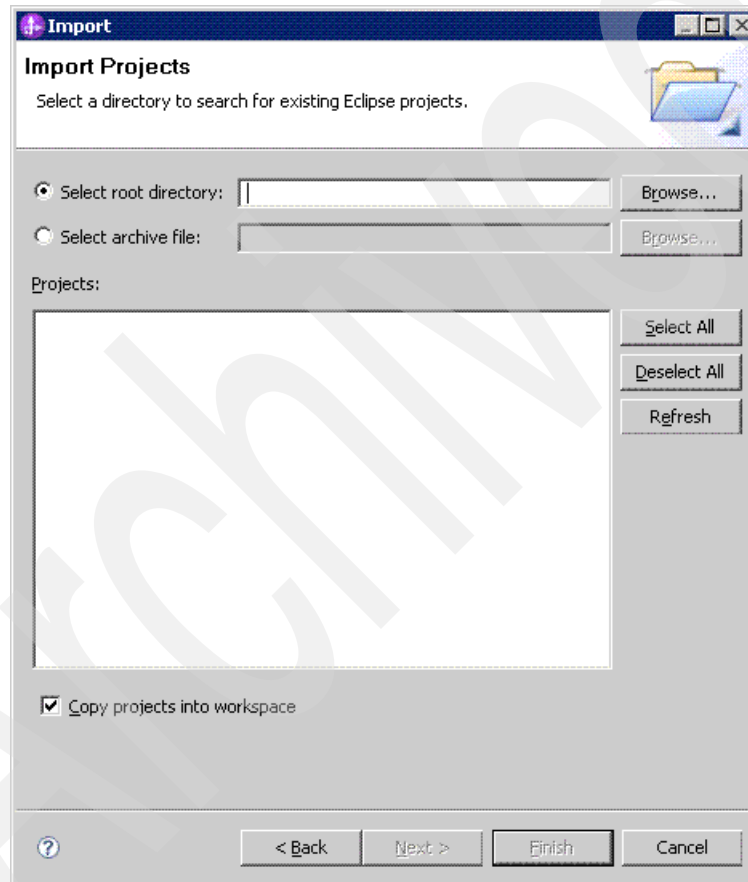 Import
Import Projects
Select a directory to search for existing Eclipse projects.
Select root directory: Browse...
Select archive file: Browse...
Projects:
Select All
Deselect All
Refresh
Copy projects into workspace
< Back Next > Finish Cancel